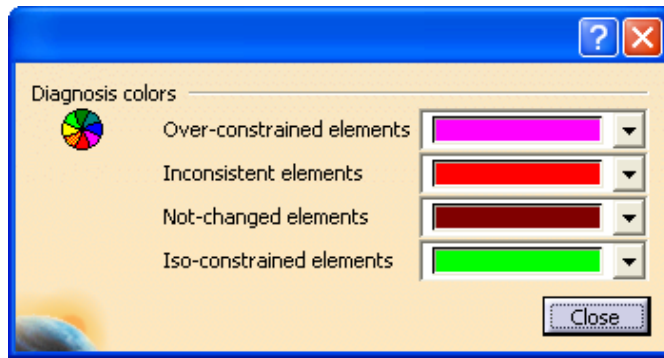 Diagnosis colors
Over-constrained elements
Inconsistent elements
Not-changed elements
Iso-constrained elements
Close